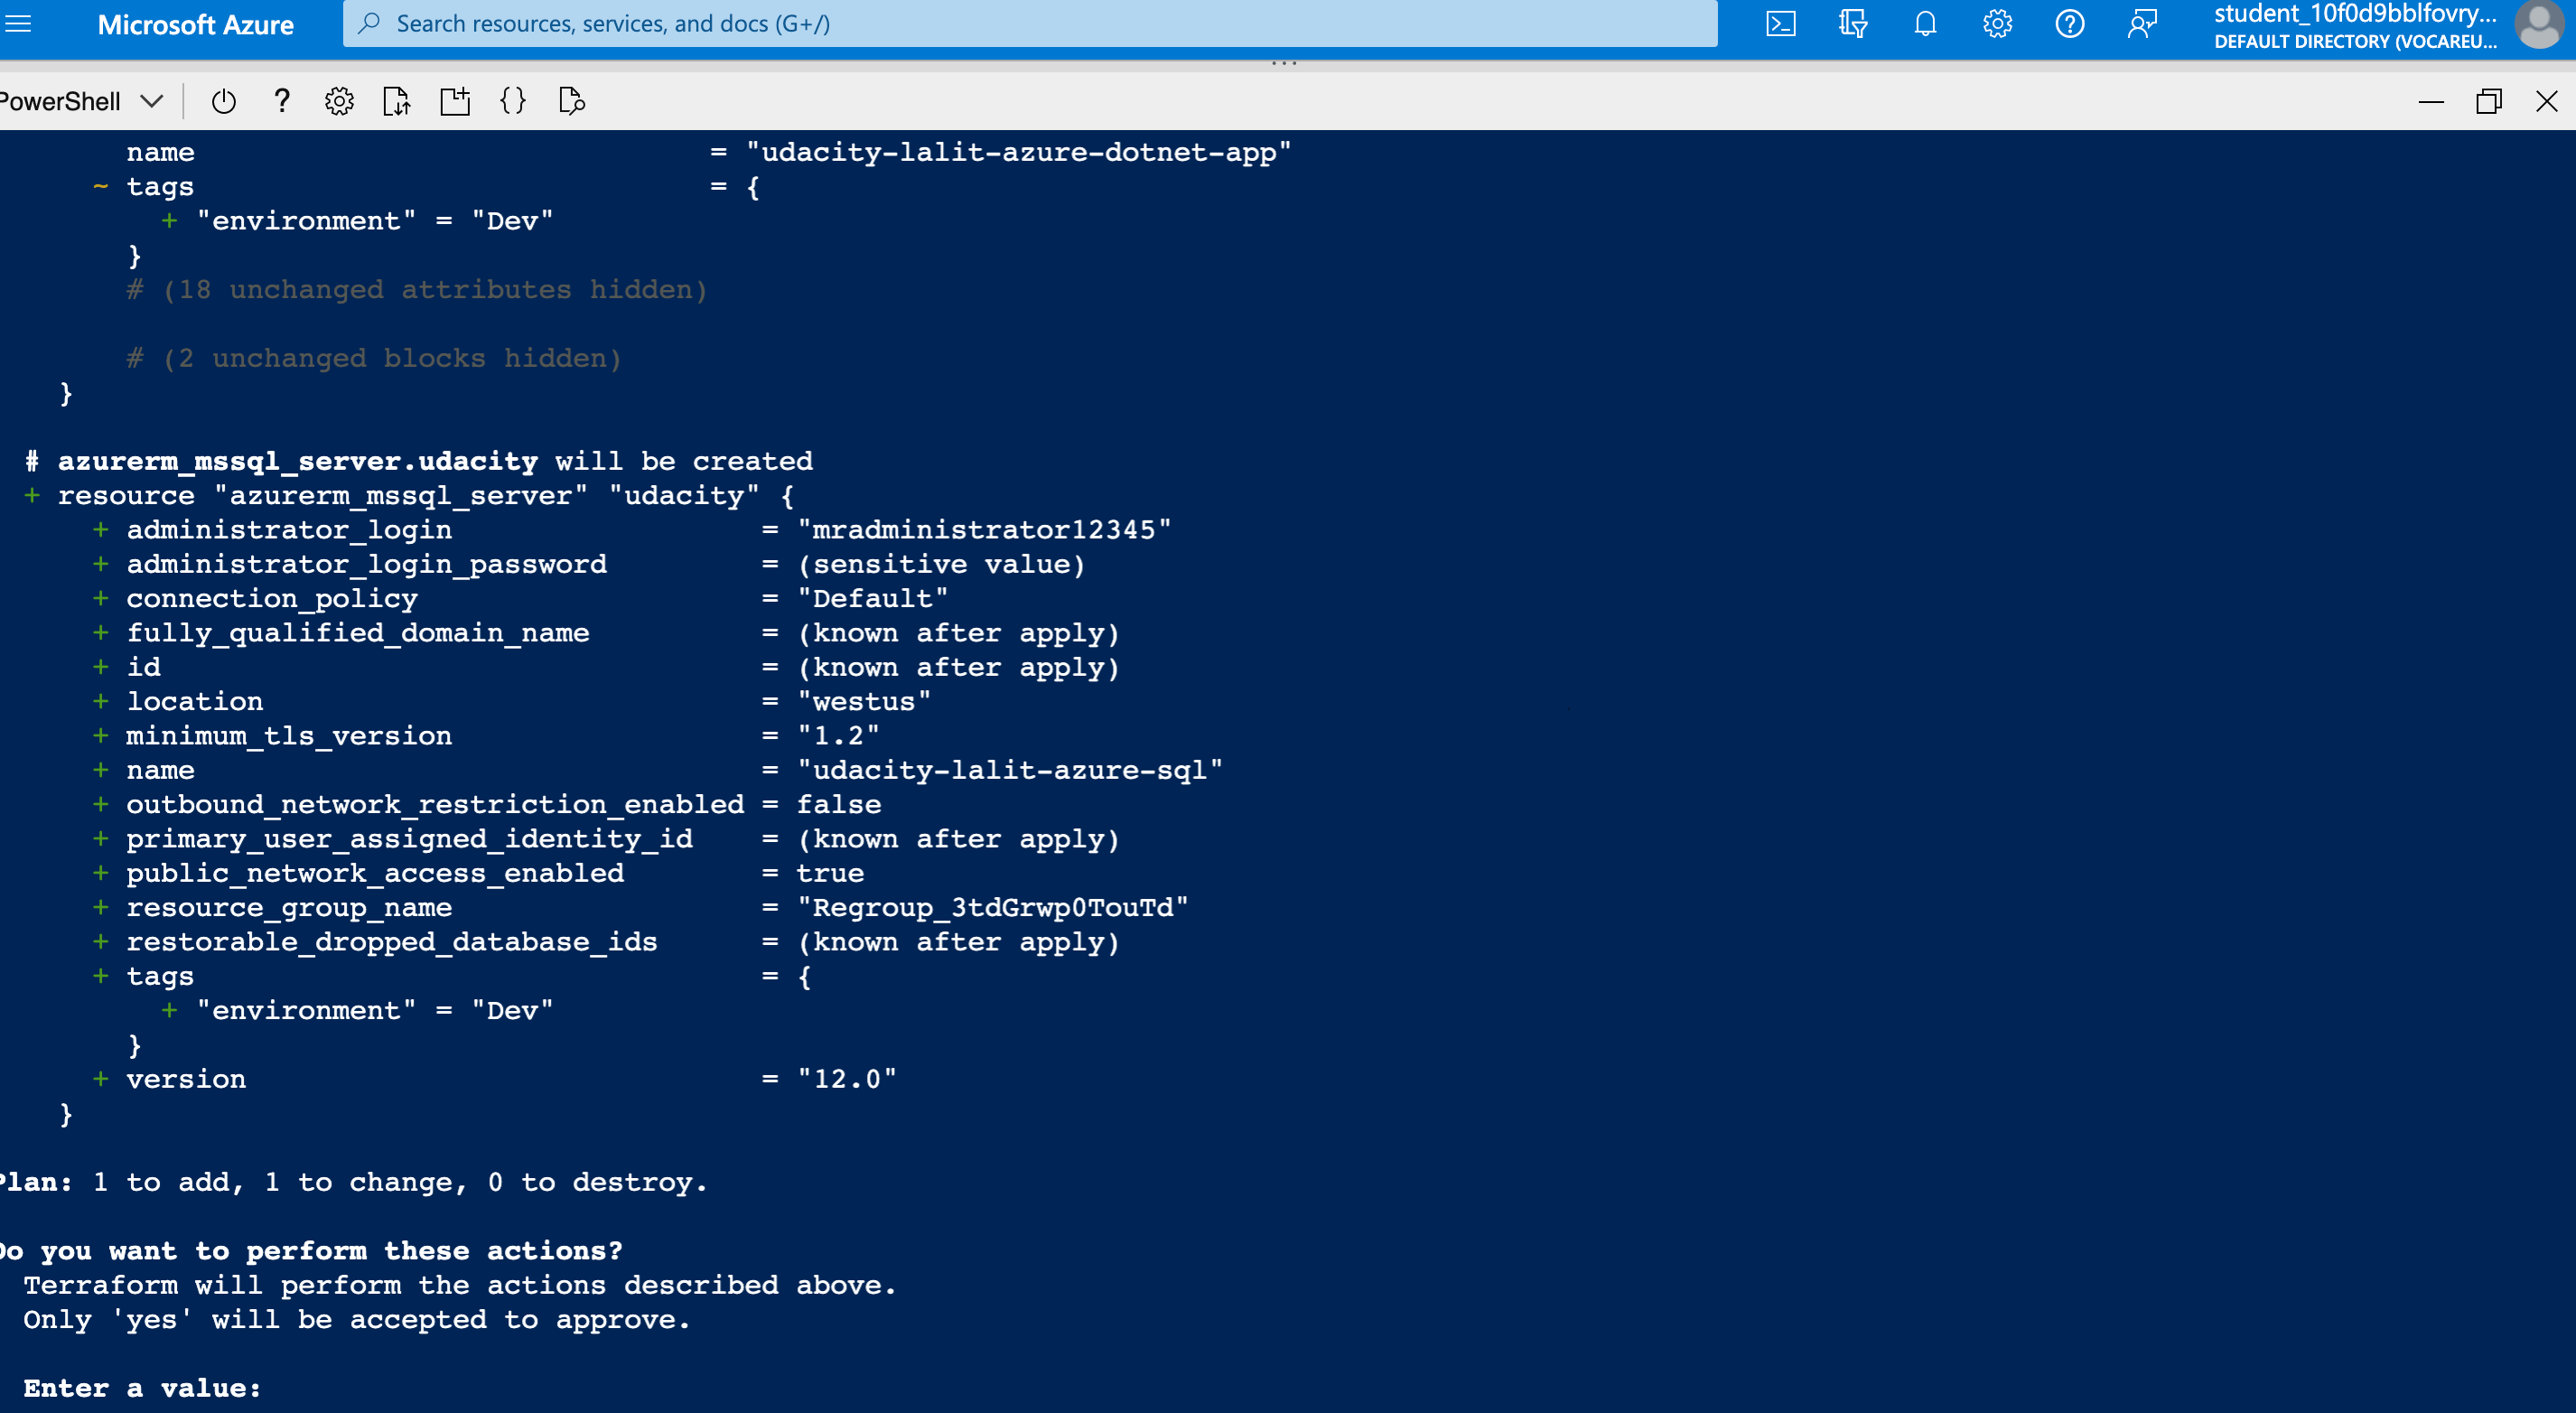 Microsoft Azure
Search resources, services, and docs (G+/)
student_10f0d9bblfovry...
DEFAULT DIRECTORY (VOCAREU...
PowerShell
name = "udacity-lalit-azure-dotnet-app"
~ tags = {
+ "environment" = "Dev"
}
# (18 unchanged attributes hidden)
# (2 unchanged blocks hidden)
}
# azurerm_mssql_server.udacity will be created
+ resource "azurerm_mssql_server" "udacity" {
+ administrator_login = "mradministrator12345"
+ administrator_login_password = (sensitive value)
+ connection_policy = "Default"
+ fully_qualified_domain_name = (known after apply)
+ id = (known after apply)
+ location = "westus"
+ minimum_tls_version = "1.2"
+ name = "udacity-lalit-azure-sql"
+ outbound_network_restriction_enabled = false
+ primary_user_assigned_identity_id = (known after apply)
+ public_network_access_enabled = true
+ resource_group_name = "Regroup_3tdGrwp0TouTd"
+ restorable_dropped_database_ids = (known after apply)
+ tags = {
+ "environment" = "Dev"
}
+ version = "12.0"
}
Plan: 1 to add, 1 to change, 0 to destroy.
Do you want to perform these actions?
Terraform will perform the actions described above.
Only 'yes' will be accepted to approve.
Enter a value: